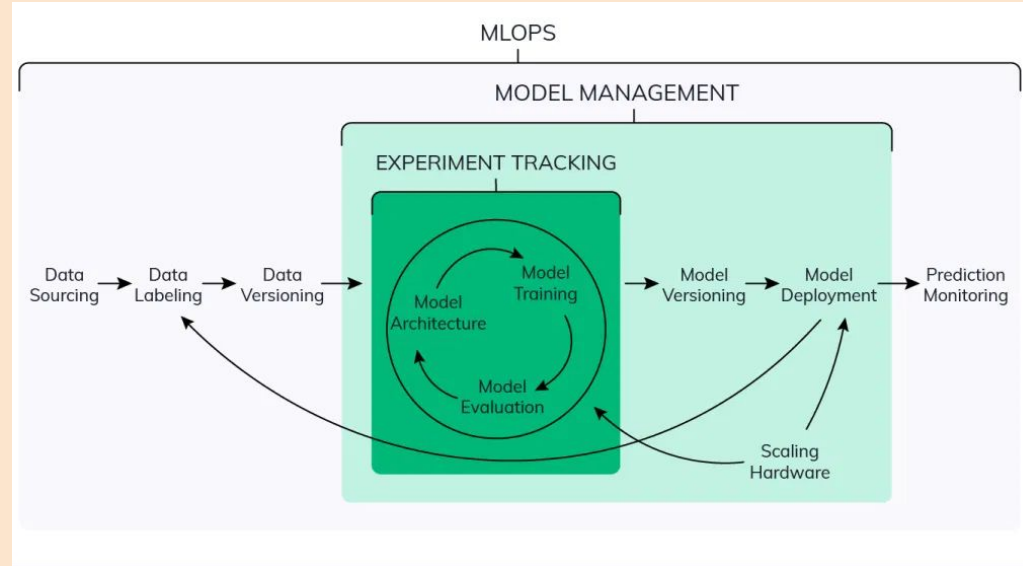 MLOPS
MODEL MANAGEMENT
EXPERIMENT TRACKING
Data
Sourcing
Data
Labeling
Data
Versioning
Model
Architecture
Model
Training
Model
Evaluation
Model
Versioning
Model
Deployment
Prediction
Monitoring
Scaling
Hardware